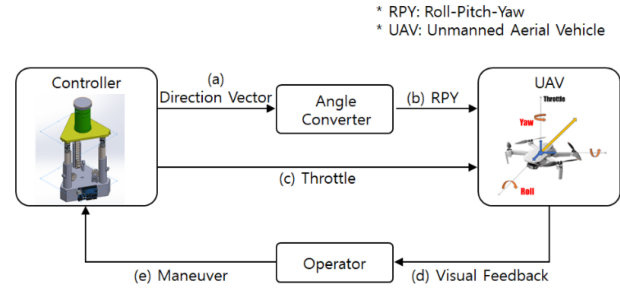 * RPY: Roll-Pitch-Yaw
* UAV: Unmanned Aerial Vehicle
Controller
(a)
Direction Vector
Angle
Converter
(b) RPY
UAV
Throttle
Yaw
Roll
(c) Throttle
Operator
(e) Maneuver
(d) Visual Feedback